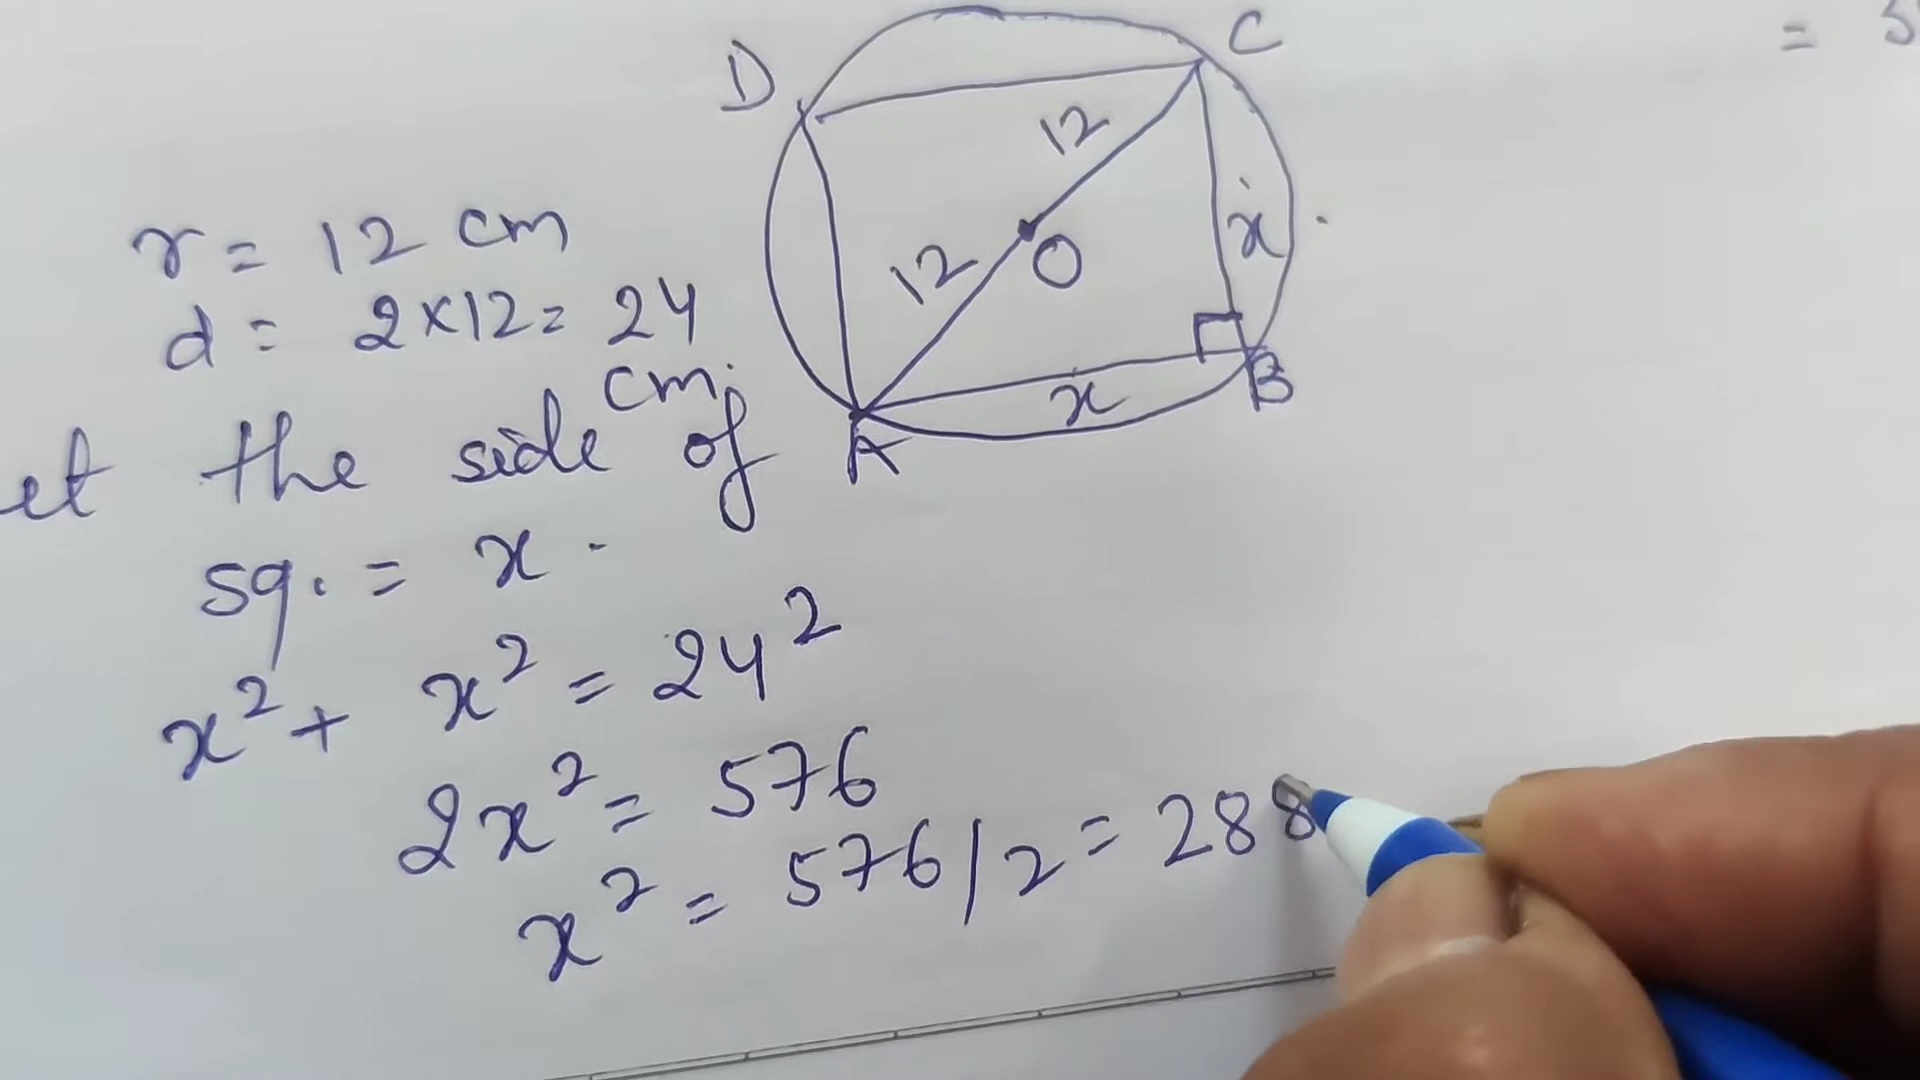 D
C
12
r = 12 cm
12
O
x
d = 2×12 = 24
cm.
B
x
A
et the side of
sq. = x.
x² + x² = 24²
2x² = 576
x² = 576/2 = 288